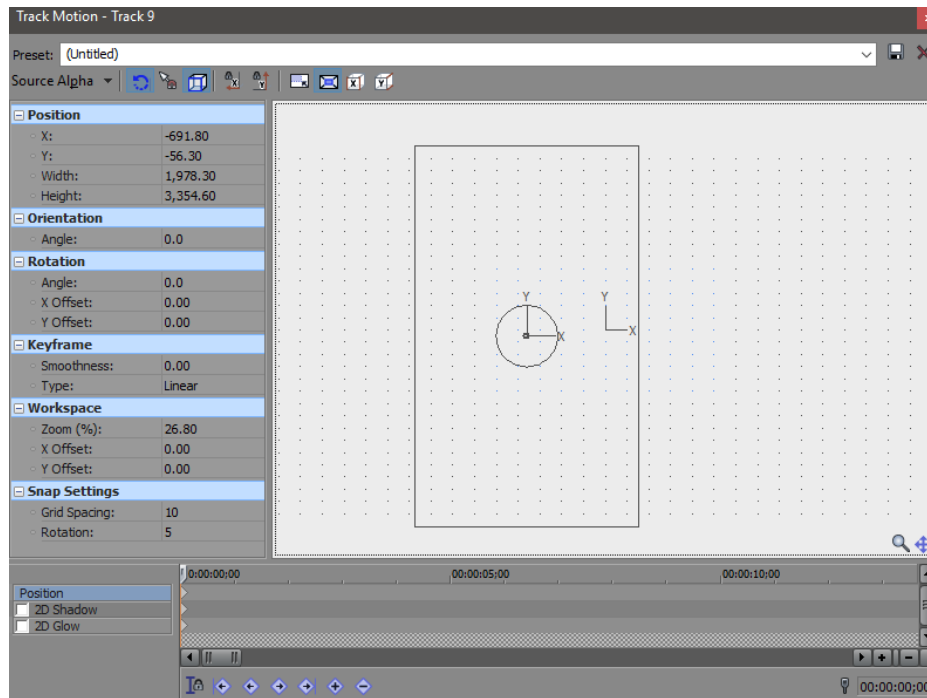 Track Motion - Track 9
Preset: (Untitled)
Source Alpha
Position
X: -691.80
Y: -56.30
Width: 1,978.30
Height: 3,354.60
Orientation
Angle: 0.0
Rotation
Angle: 0.0
X Offset: 0.00
Y Offset: 0.00
Keyframe
Smoothness: 0.00
Type: Linear
Workspace
Zoom (%): 26.80
X Offset: 0.00
Y Offset: 0.00
Snap Settings
Grid Spacing: 10
Rotation: 5
Y Y
X X
0:00:00;00 00:00:05;00 00:00:10;00
Position
2D Shadow
2D Glow
00:00:00;00